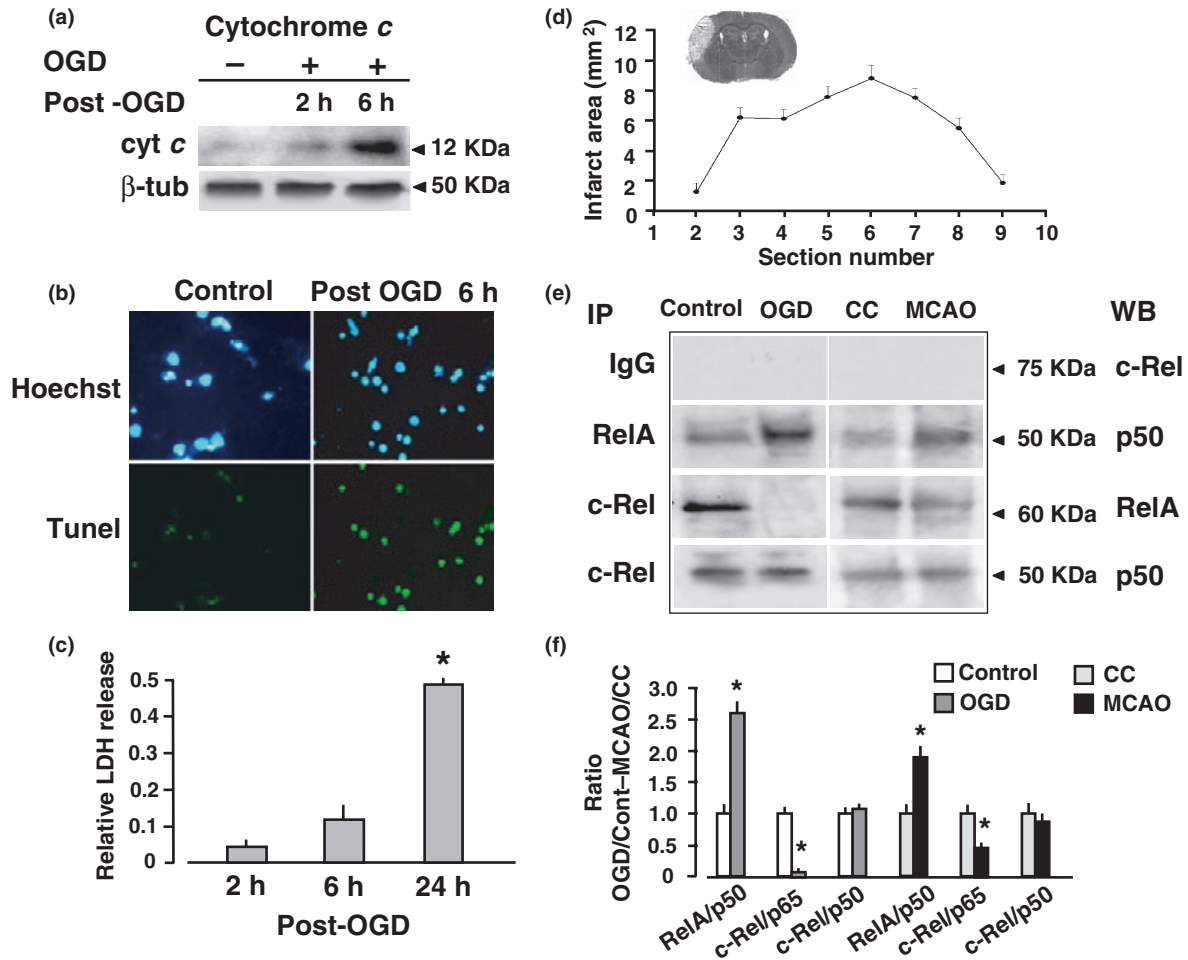 (a)
Cytochrome c
OGD – + +
Post -OGD 2 h 6 h
cyt c 12 KDa
β-tub 50 KDa
(b)
Control Post OGD 6 h
Hoechst
Tunel
(c)
Relative LDH release
0.5
0.4
0.3
0.2
0.1
0
*
2 h 6 h 24 h
Post-OGD
(d)
Infarct area (mm2)
12
10
8
6
4
2
0
1 2 3 4 5 6 7 8 9 10
Section number
(e)
IP Control OGD CC MCAO WB
IgG 75 KDa c-Rel
RelA 50 KDa p50
c-Rel 60 KDa RelA
c-Rel 50 KDa p50
(f)
Control CC
OGD MCAO
Ratio
OGD/Cont–MCAO/CC
3.0
2.5
2.0
1.5
1.0
0.5
0
* * * *
RelA/p50 c-Rel/p65 c-Rel/p50 RelA/p50 c-Rel/p65 c-Rel/p50